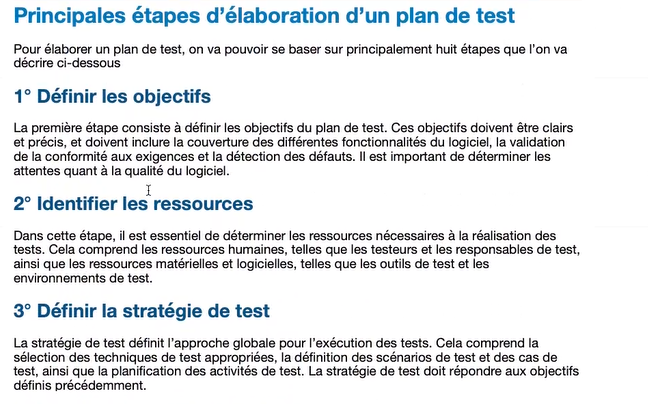 Principales étapes d’élaboration d’un plan de test
Pour élaborer un plan de test, on va pouvoir se baser sur principalement huit étapes que l’on va
décrire ci-dessous
1° Définir les objectifs
La première étape consiste à définir les objectifs du plan de test. Ces objectifs doivent être clairs
et précis, et doivent inclure la couverture des différentes fonctionnalités du logiciel, la validation
de la conformité aux exigences et la détection des défauts. Il est important de déterminer les
attentes quant à la qualité du logiciel.
2° Identifier les ressources
Dans cette étape, il est essentiel de déterminer les ressources nécessaires à la réalisation des
tests. Cela comprend les ressources humaines, telles que les testeurs et les responsables de test,
ainsi que les ressources matérielles et logicielles, telles que les outils de test et les
environnements de test.
3° Définir la stratégie de test
La stratégie de test définit l’approche globale pour l’exécution des tests. Cela comprend la
sélection des techniques de test appropriées, la définition des scénarios de test et des cas de
test, ainsi que la planification des activités de test. La stratégie de test doit répondre aux objectifs
définis précédemment.